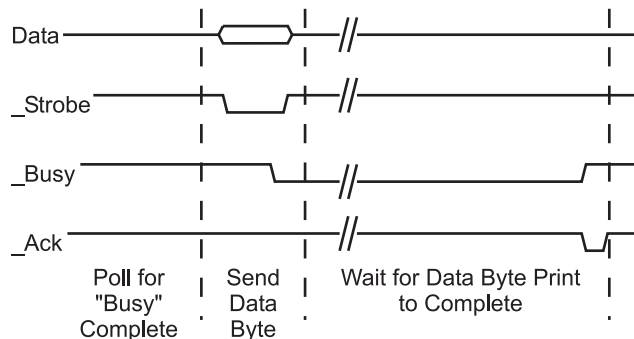 Data
_Strobe
_Busy
_Ack
Poll for
"Busy"
Complete
Send
Data
Byte
Wait for Data Byte Print
to Complete